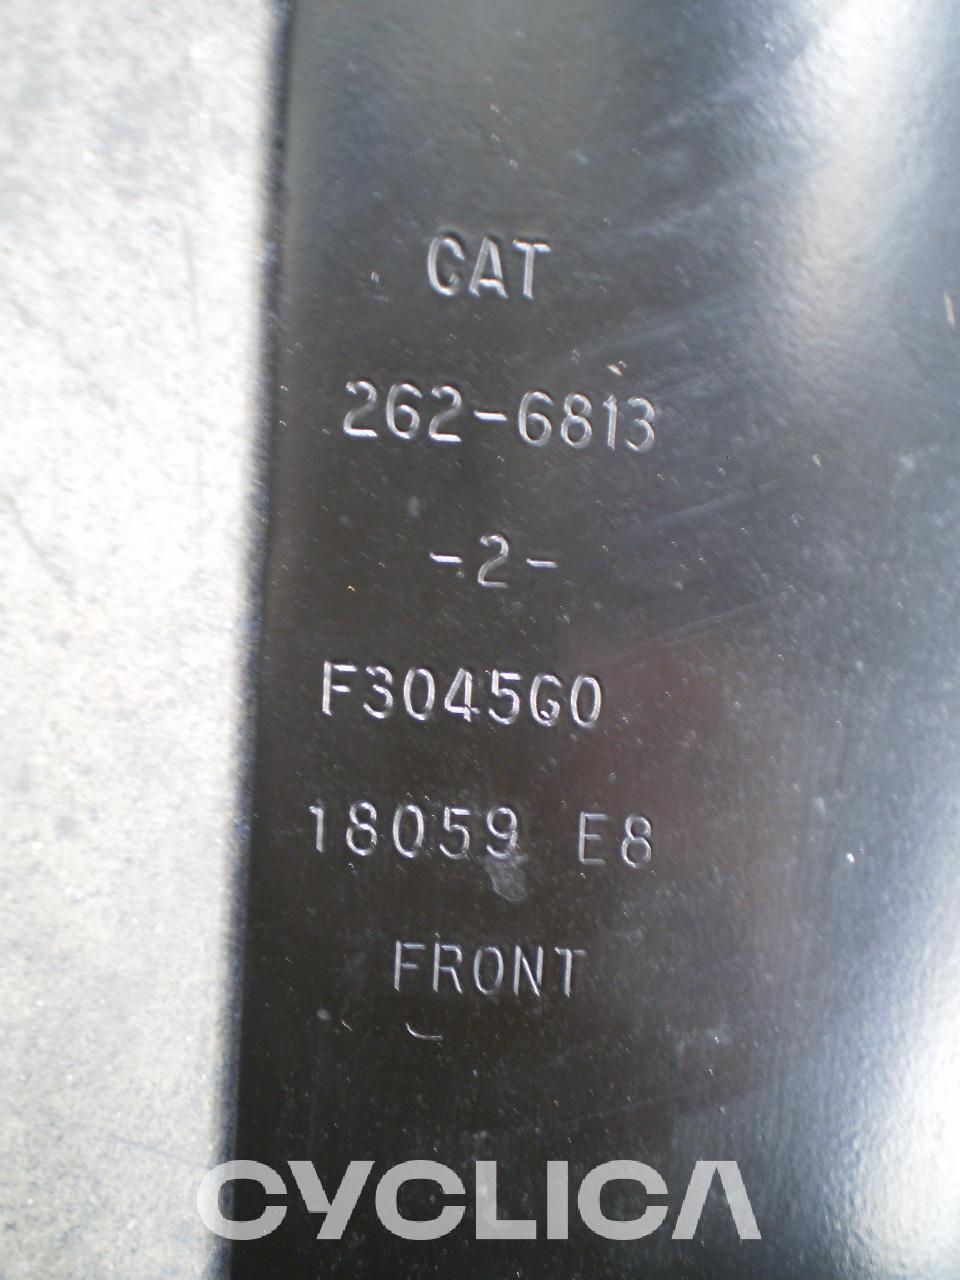 CAT
262-6813
-2-
F3045G0
18059 E8
FRONT
CYCLICA